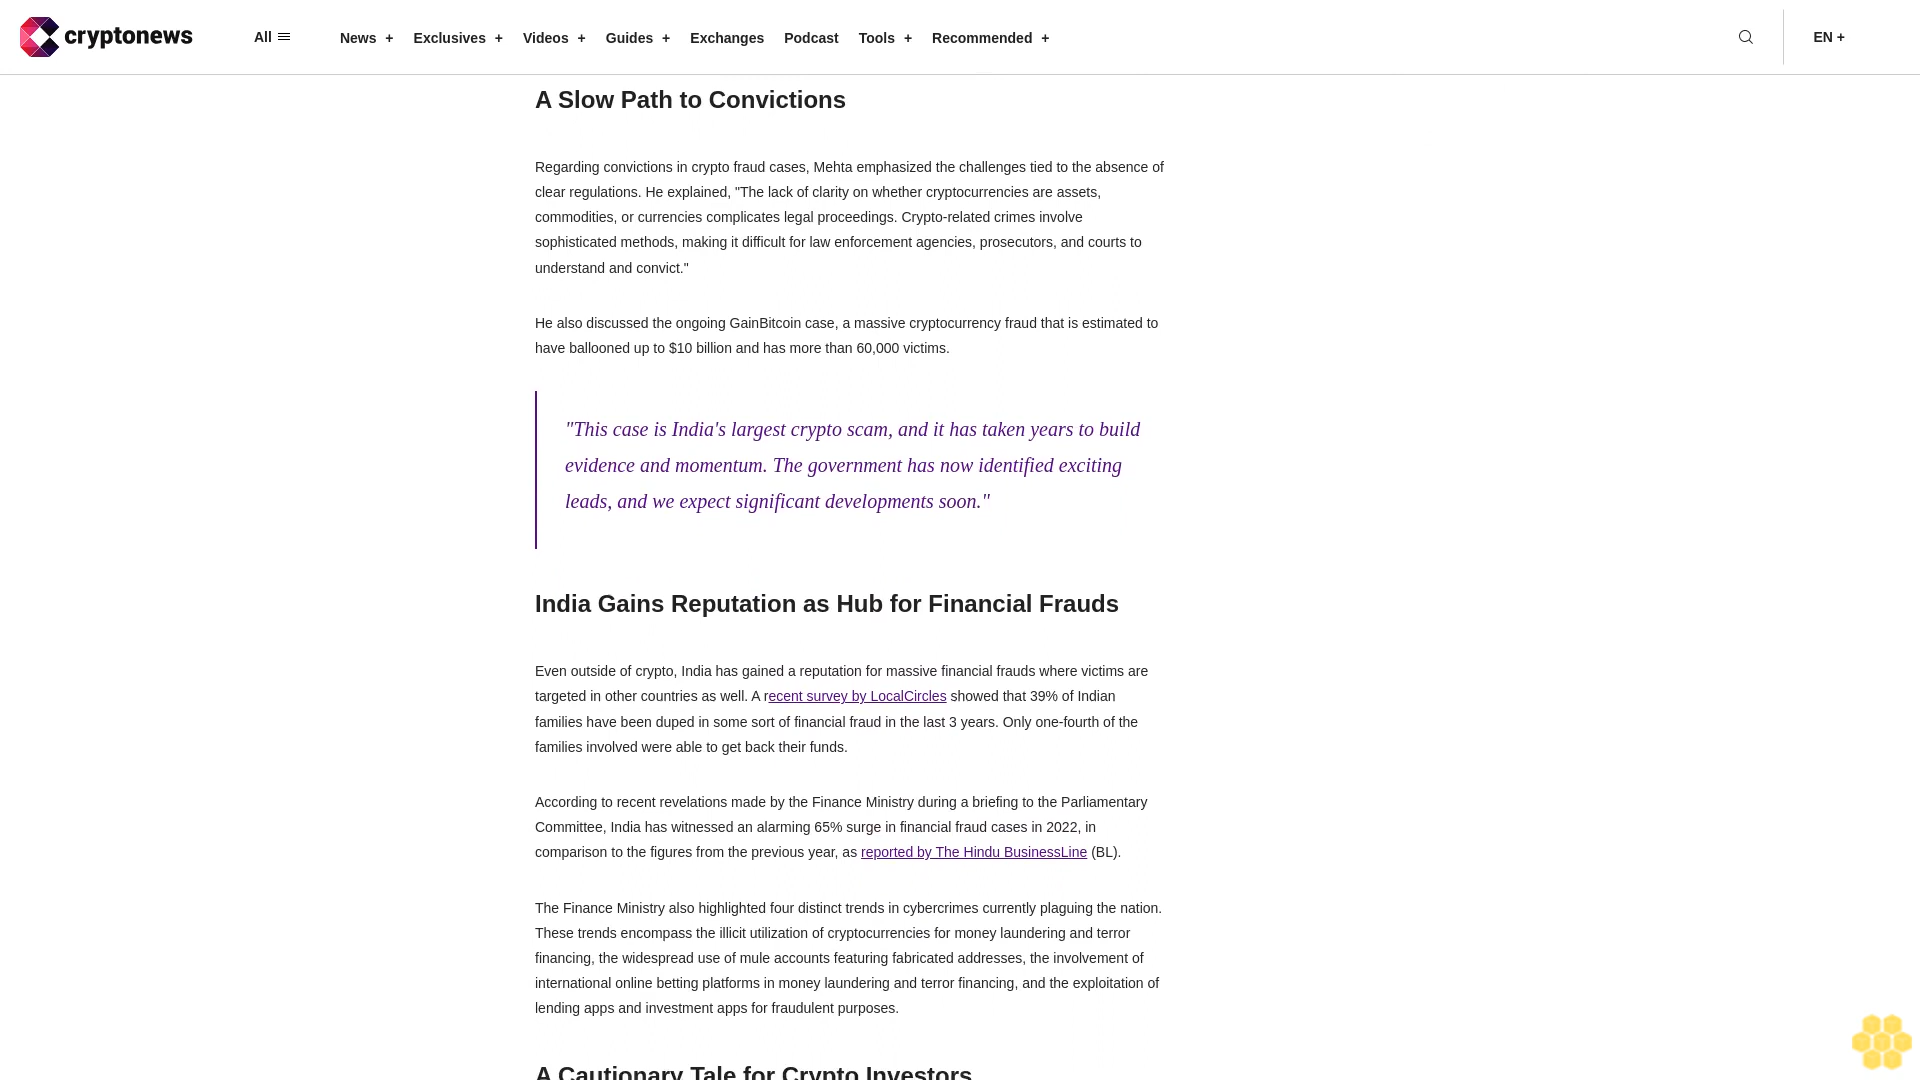 cryptonews
All
News +
Exclusives +
Videos +
Guides +
Exchanges
Podcast
Tools +
Recommended +
EN +
A Slow Path to Convictions
Regarding convictions in crypto fraud cases, Mehta emphasized the challenges tied to the absence of
clear regulations. He explained, "The lack of clarity on whether cryptocurrencies are assets,
commodities, or currencies complicates legal proceedings. Crypto-related crimes involve
sophisticated methods, making it difficult for law enforcement agencies, prosecutors, and courts to
understand and convict."
He also discussed the ongoing GainBitcoin case, a massive cryptocurrency fraud that is estimated to
have ballooned up to $10 billion and has more than 60,000 victims.
"This case is India's largest crypto scam, and it has taken years to build
evidence and momentum. The government has now identified exciting
leads, and we expect significant developments soon."
India Gains Reputation as Hub for Financial Frauds
Even outside of crypto, India has gained a reputation for massive financial frauds where victims are
targeted in other countries as well. A recent survey by LocalCircles showed that 39% of Indian
families have been duped in some sort of financial fraud in the last 3 years. Only one-fourth of the
families involved were able to get back their funds.
According to recent revelations made by the Finance Ministry during a briefing to the Parliamentary
Committee, India has witnessed an alarming 65% surge in financial fraud cases in 2022, in
comparison to the figures from the previous year, as reported by The Hindu BusinessLine (BL).
The Finance Ministry also highlighted four distinct trends in cybercrimes currently plaguing the nation.
These trends encompass the illicit utilization of cryptocurrencies for money laundering and terror
financing, the widespread use of mule accounts featuring fabricated addresses, the involvement of
international online betting platforms in money laundering and terror financing, and the exploitation of
lending apps and investment apps for fraudulent purposes.
A Cautionary Tale for Crypto Investors